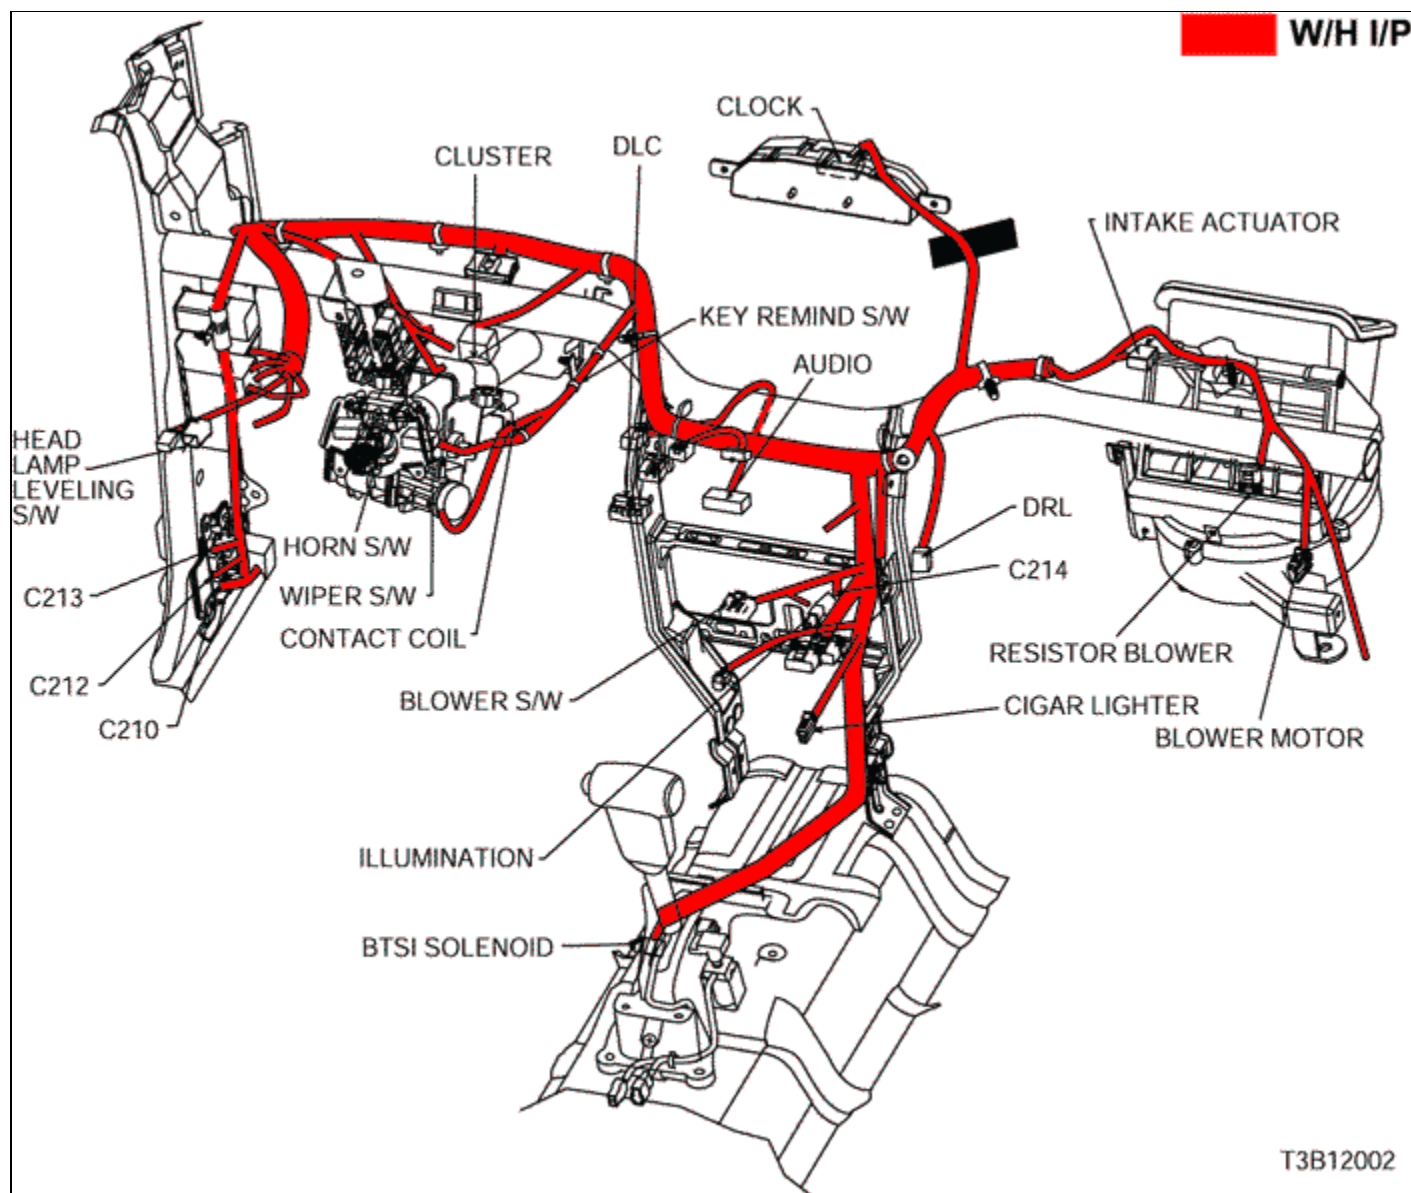 W/H I/P
CLOCK
CLUSTER
DLC
INTAKE ACTUATOR
KEY REMIND S/W
AUDIO
HEAD
LAMP
LEVELING
S/W
HORN S/W
DRL
C214
C213
WIPER S/W
CONTACT COIL
RESISTOR BLOWER
C212
BLOWER S/W
CIGAR LIGHTER
C210
BLOWER MOTOR
ILLUMINATION
BTSI SOLENOID
T3B12002